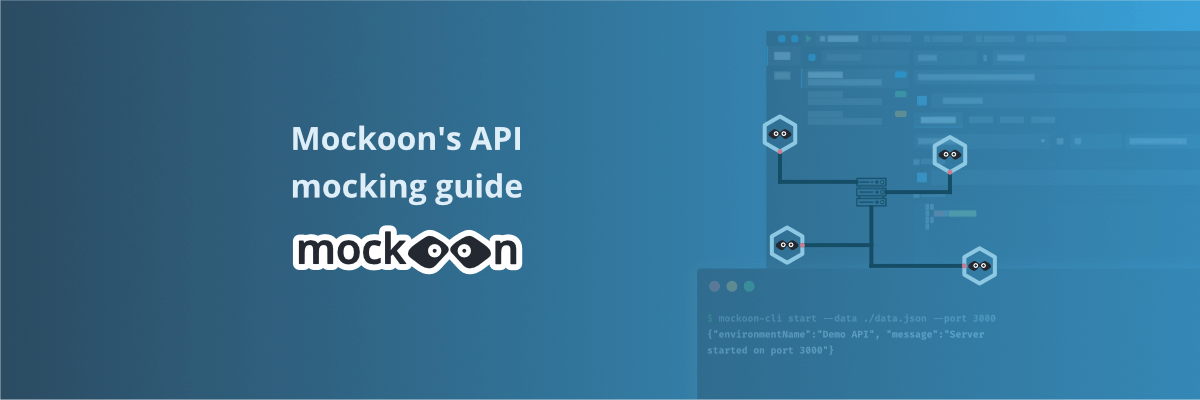 Mockoon's API
mocking guide
mockoon
$ mockoon-cli start --data ./data.json --port 3000
{"environmentName":"Demo API", "message":"Server
started on port 3000"}